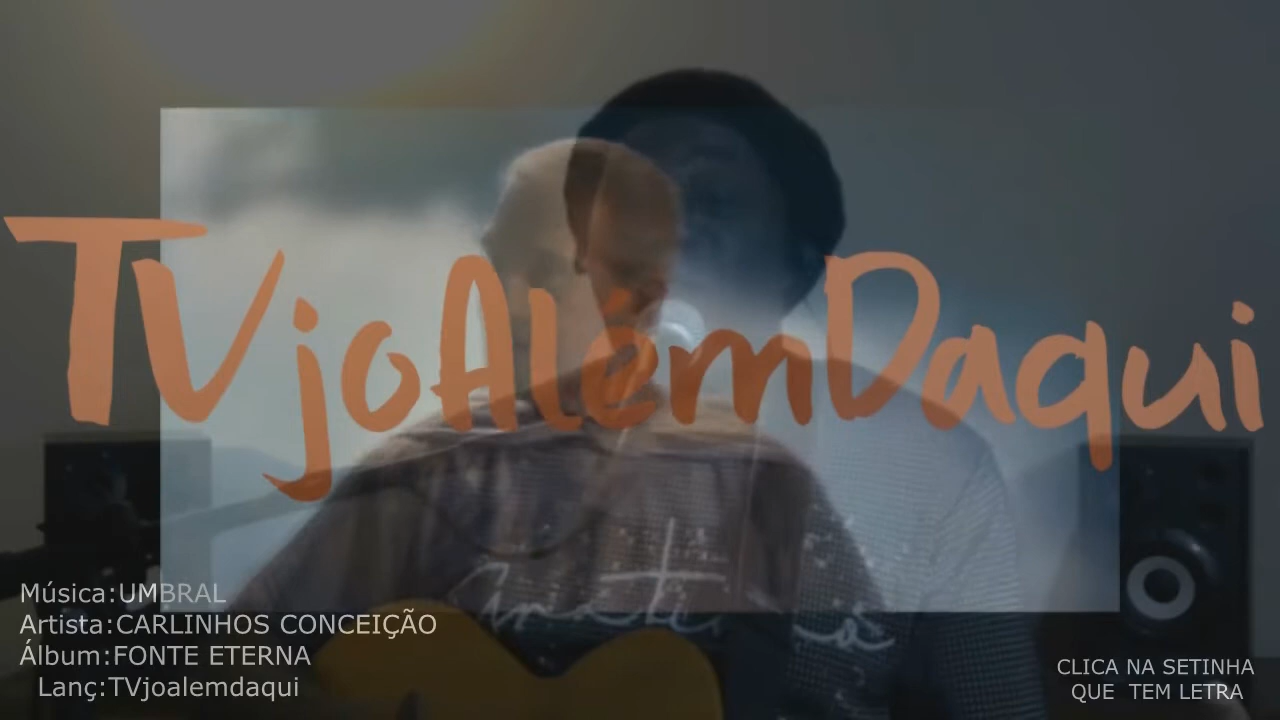 TVjoAlémDaqui
Música:UMBRAL
Artista:CARLINHOS CONCEIÇÃO
Álbum:FONTE ETERNA
Lanç:TVjoalemdaqui
CLICA NA SETINHA
QUE TEM LETRA